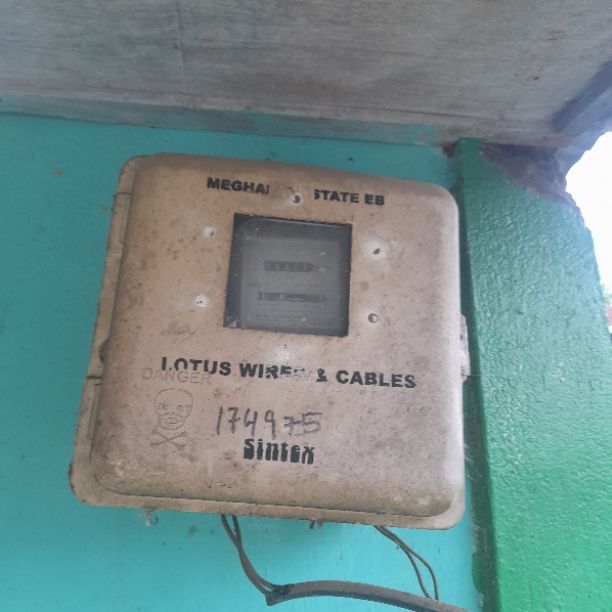 STATE EB
LOTUS WIRES & CABLES
DANGER
174975
Sintex